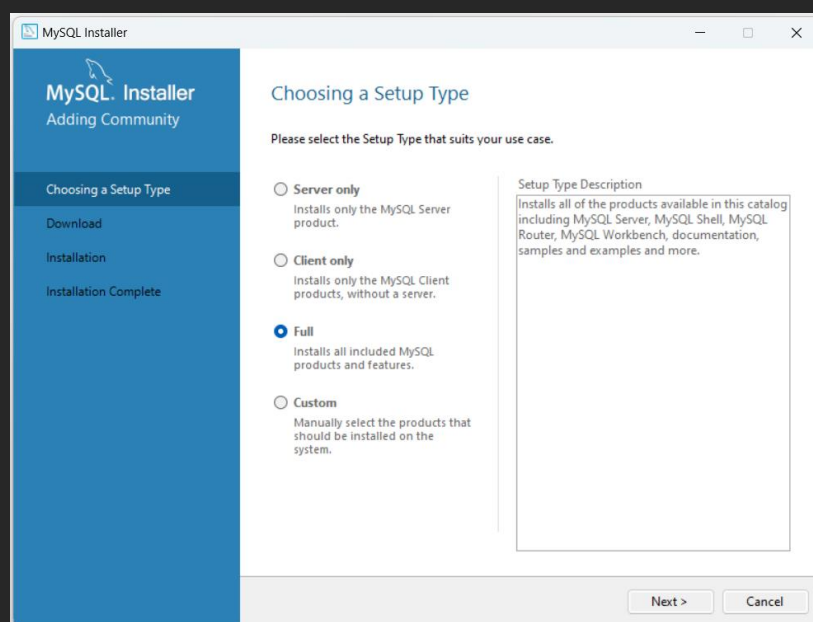 MySQL Installer
MySQL. Installer
Adding Community
Choosing a Setup Type
Download
Installation
Installation Complete
Choosing a Setup Type
Please select the Setup Type that suits your use case.
Server only
Installs only the MySQL Server
product.
Client only
Installs only the MySQL Client
products, without a server.
Full
Installs all included MySQL
products and features.
Custom
Manually select the products that
should be installed on the
system.
Setup Type Description
Installs all of the products available in this catalog
including MySQL Server, MySQL Shell, MySQL
Router, MySQL Workbench, documentation,
samples and examples and more.
Next >
Cancel